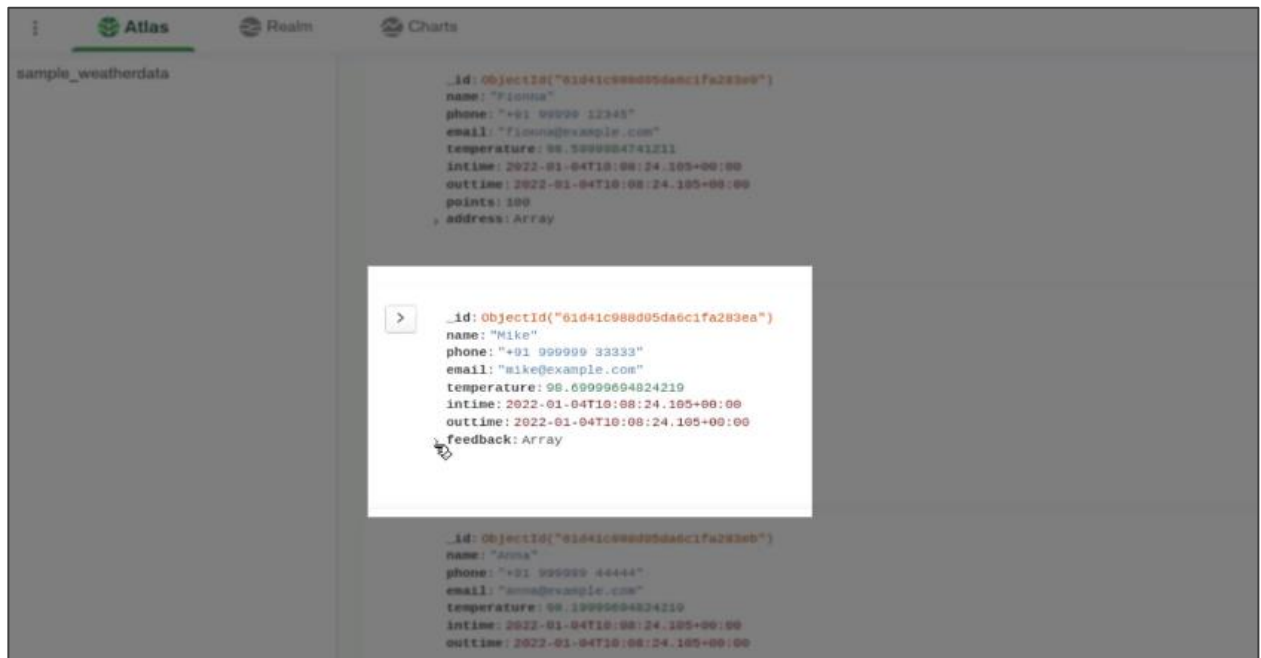 Atlas Realm Charts
sample_weatherdata
_id: ObjectId("61d41c988d05da6c1fa283e9")
name: "Fionna"
phone: "+91 99999 12345"
email: "fionna@example.com"
temperature: 98.5999984741211
intime: 2022-01-04T10:08:24.105+00:00
outtime: 2022-01-04T10:08:24.105+00:00
points: 100
address: Array
_id: ObjectId("61d41c988d05da6c1fa283ea")
name: "Mike"
phone: "+91 999999 33333"
email: "mike@example.com"
temperature: 98.69999694824219
intime: 2022-01-04T10:08:24.105+00:00
outtime: 2022-01-04T10:08:24.105+00:00
feedback: Array
_id: ObjectId("61d41c988d05da6c1fa283eb")
name: "Anna"
phone: "+91 999999 44444"
email: "anna@example.com"
temperature: 98.19999694824219
intime: 2022-01-04T10:08:24.105+00:00
outtime: 2022-01-04T10:08:24.105+00:00